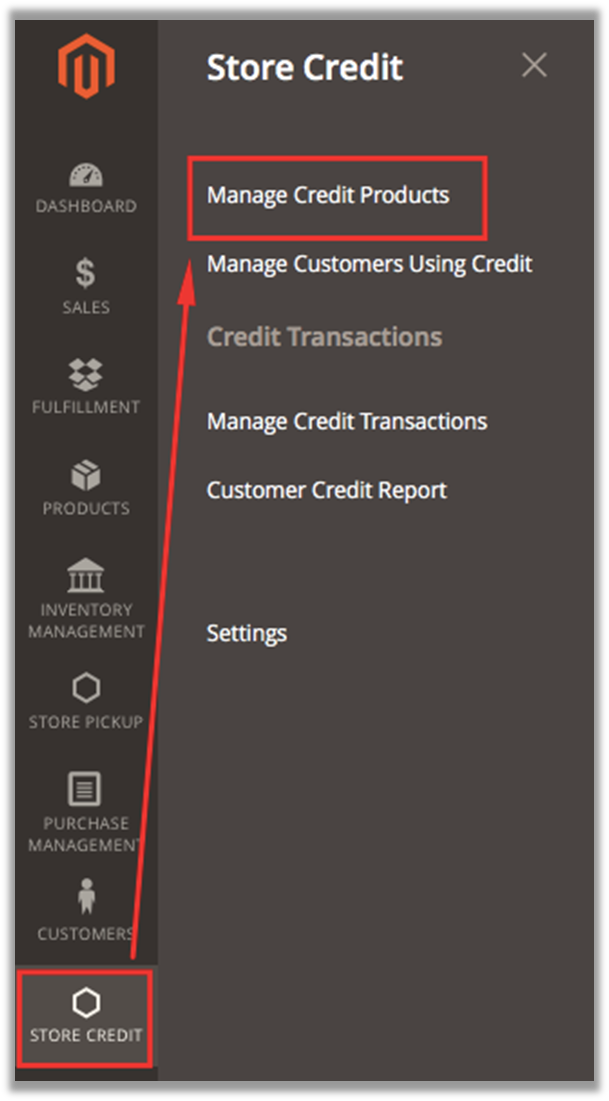 Store Credit
Manage Credit Products
Manage Customers Using Credit
Credit Transactions
Manage Credit Transactions
Customer Credit Report
Settings
DASHBOARD
SALES
FULFILLMENT
PRODUCTS
INVENTORY
MANAGEMENT
STORE PICKUP
PURCHASE
MANAGEMENT
CUSTOMERS
STORE CREDIT